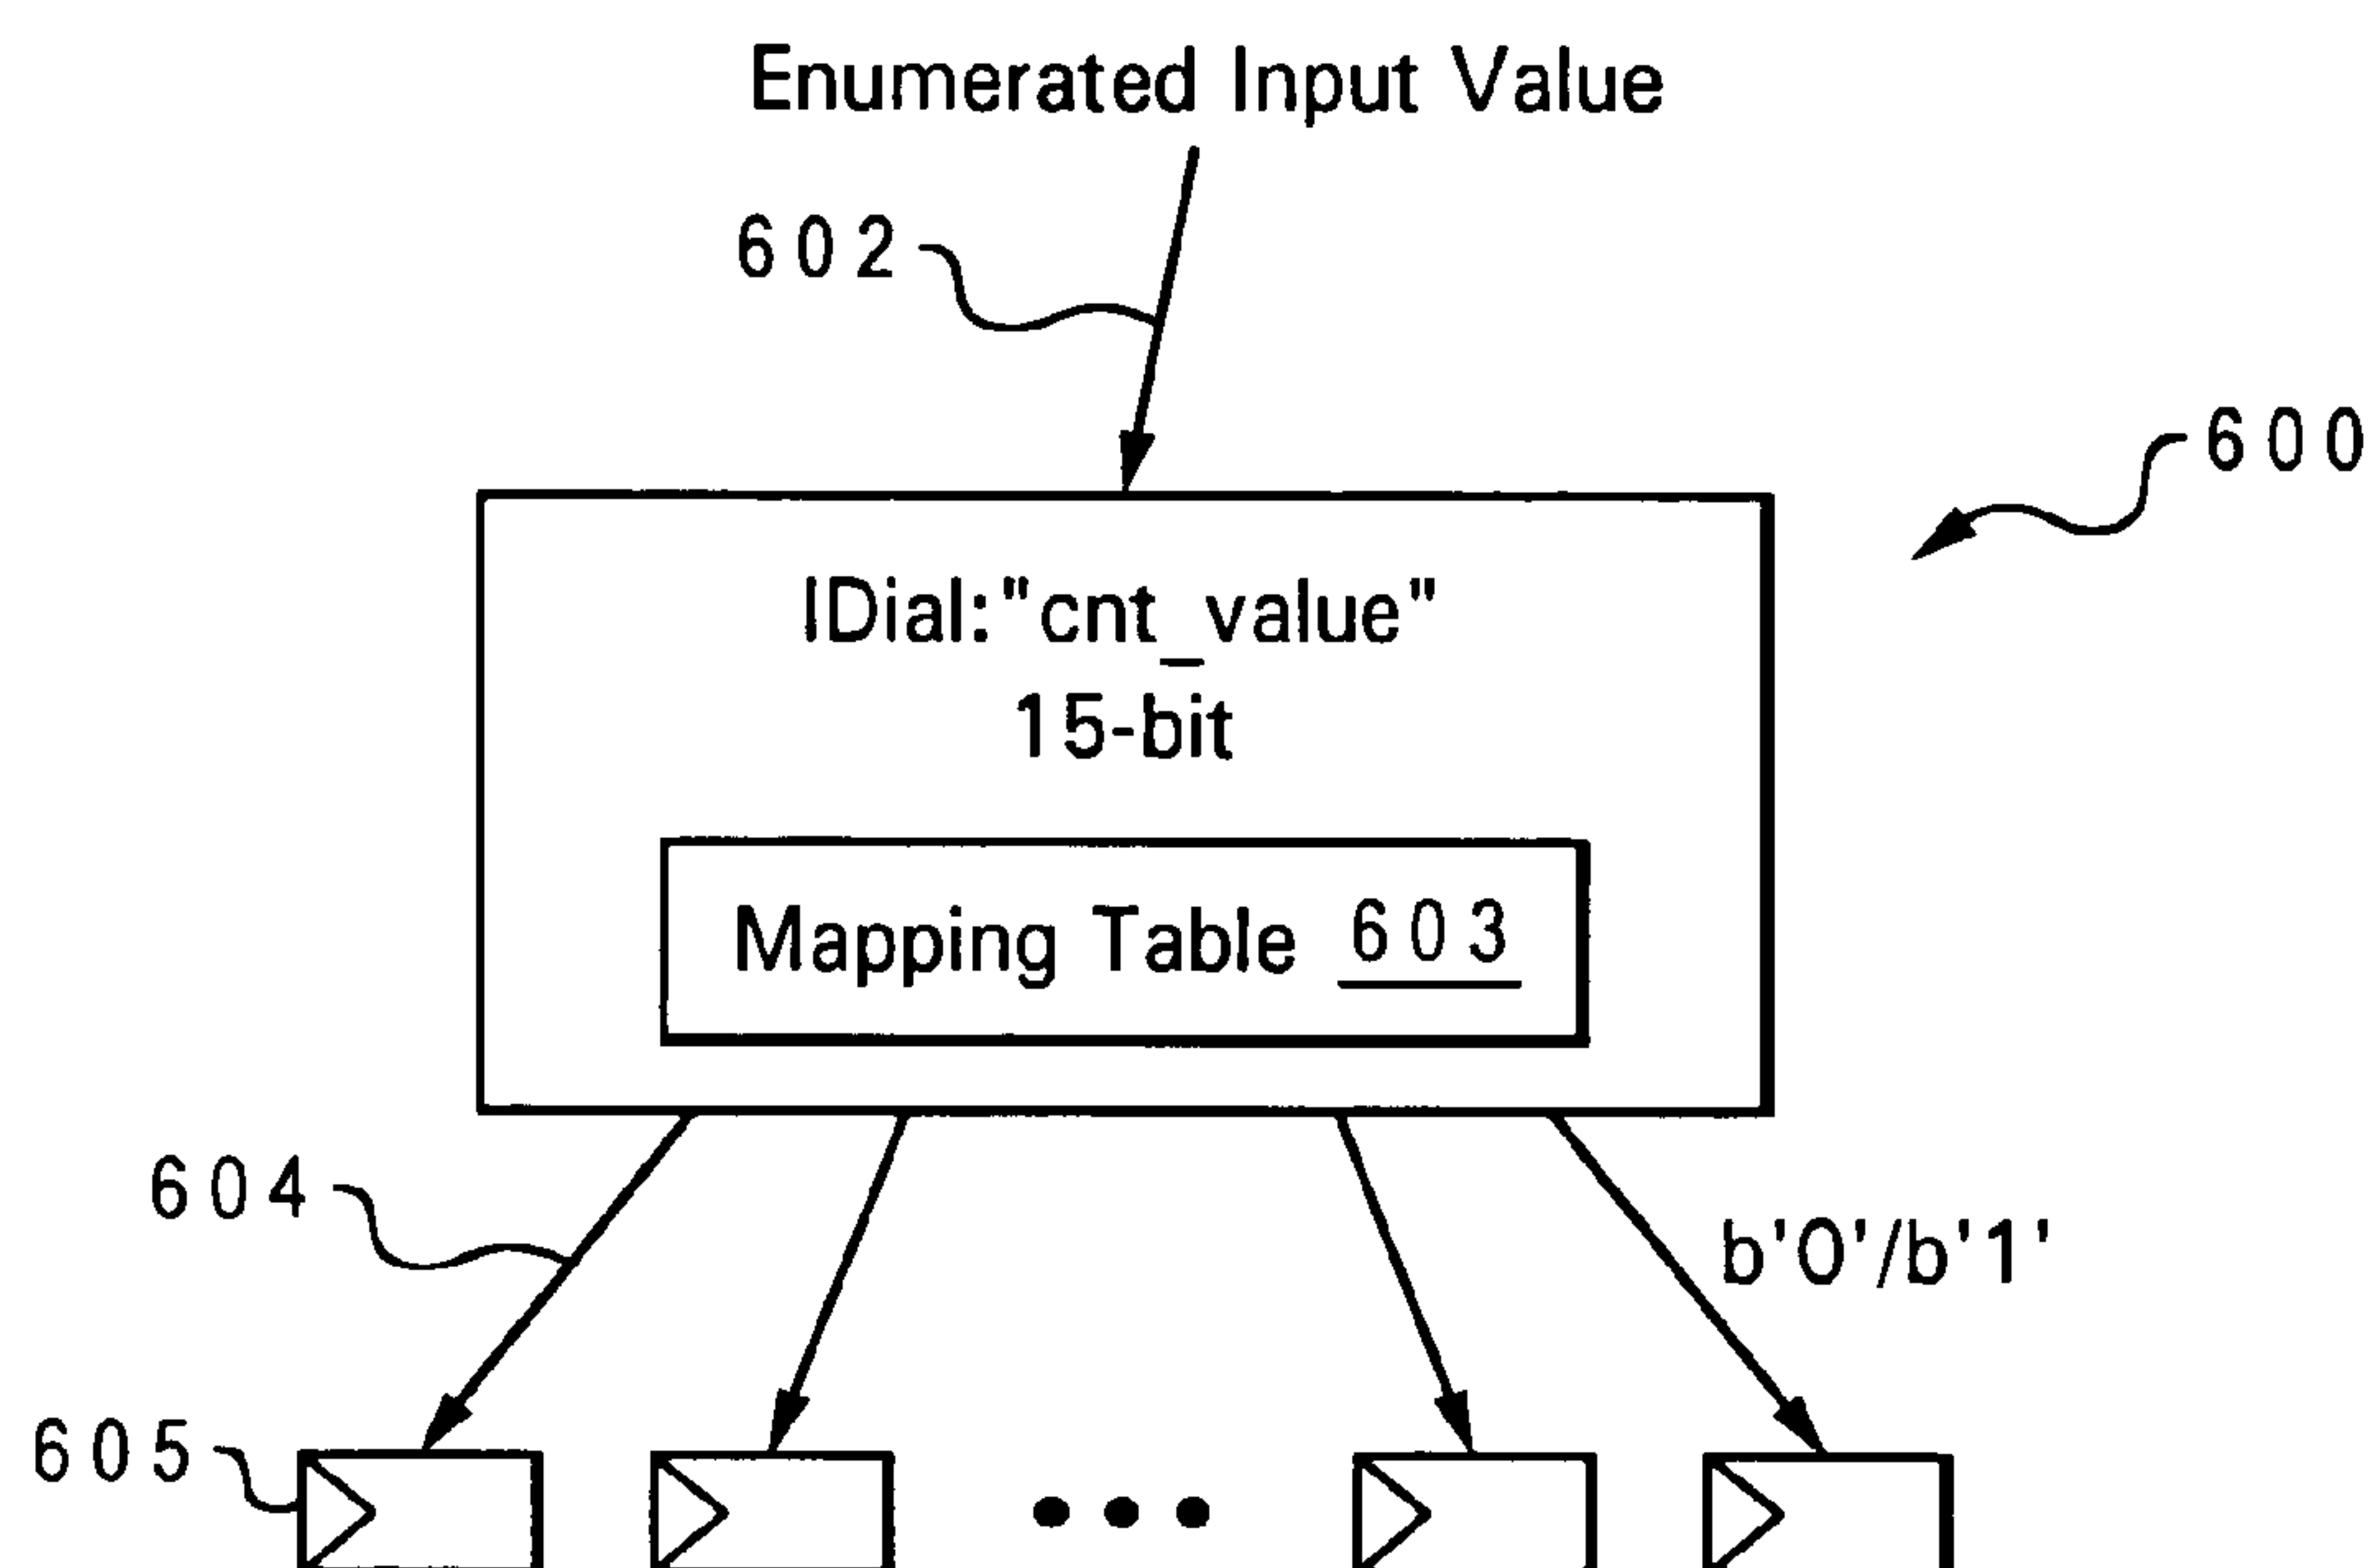 Enumerated Input Value
602
600
IDial:"cnt_value"
15-bit
Mapping Table 603
604
b'0'/b'1'
605